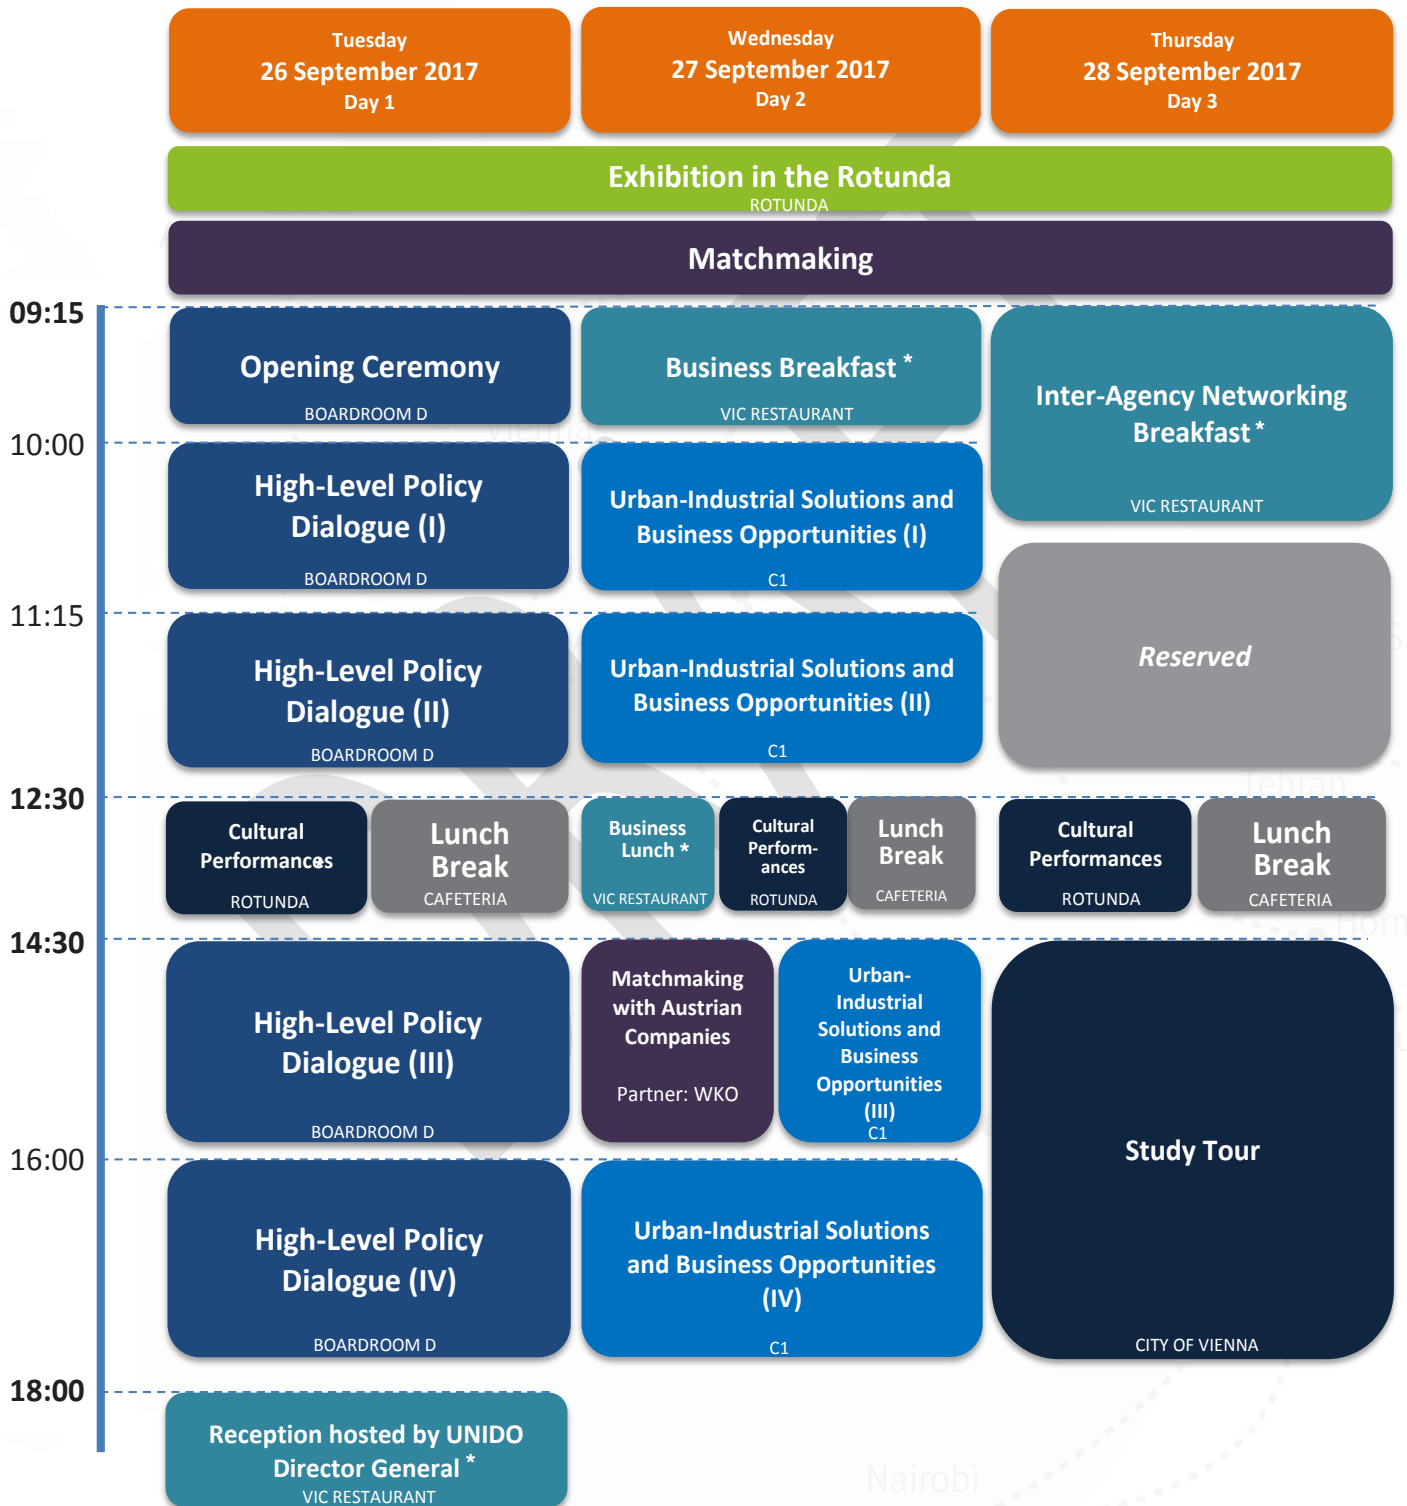 Tuesday
26 September 2017
Day 1
Wednesday
27 September 2017
Day 2
Thursday
28 September 2017
Day 3
Exhibition in the Rotunda
ROTUNDA
Matchmaking
09:15
Opening Ceremony
BOARDROOM D
Business Breakfast *
VIC RESTAURANT
Inter-Agency Networking
Breakfast *
VIC RESTAURANT
10:00
High-Level Policy
Dialogue (I)
BOARDROOM D
Urban-Industrial Solutions and
Business Opportunities (I)
C1
11:15
High-Level Policy
Dialogue (II)
BOARDROOM D
Urban-Industrial Solutions and
Business Opportunities (II)
C1
Reserved
Tehran
12:30
Cultural
Performances
ROTUNDA
Lunch
Break
CAFETERIA
Business
Lunch *
VIC RESTAURANT
Cultural
Perform-
ances
ROTUNDA
Lunch
Break
CAFETERIA
Cultural
Performances
ROTUNDA
Lunch
Break
CAFETERIA
14:30
High-Level Policy
Dialogue (III)
BOARDROOM D
Matchmaking
with Austrian
Companies
Partner: WKO
Urban-
Industrial
Solutions and
Business
Opportunities
(III)
C1
Study Tour
CITY OF VIENNA
16:00
High-Level Policy
Dialogue (IV)
BOARDROOM D
Urban-Industrial Solutions
and Business Opportunities
(IV)
C1
18:00
Reception hosted by UNIDO
Director General *
VIC RESTAURANT
Nairobi